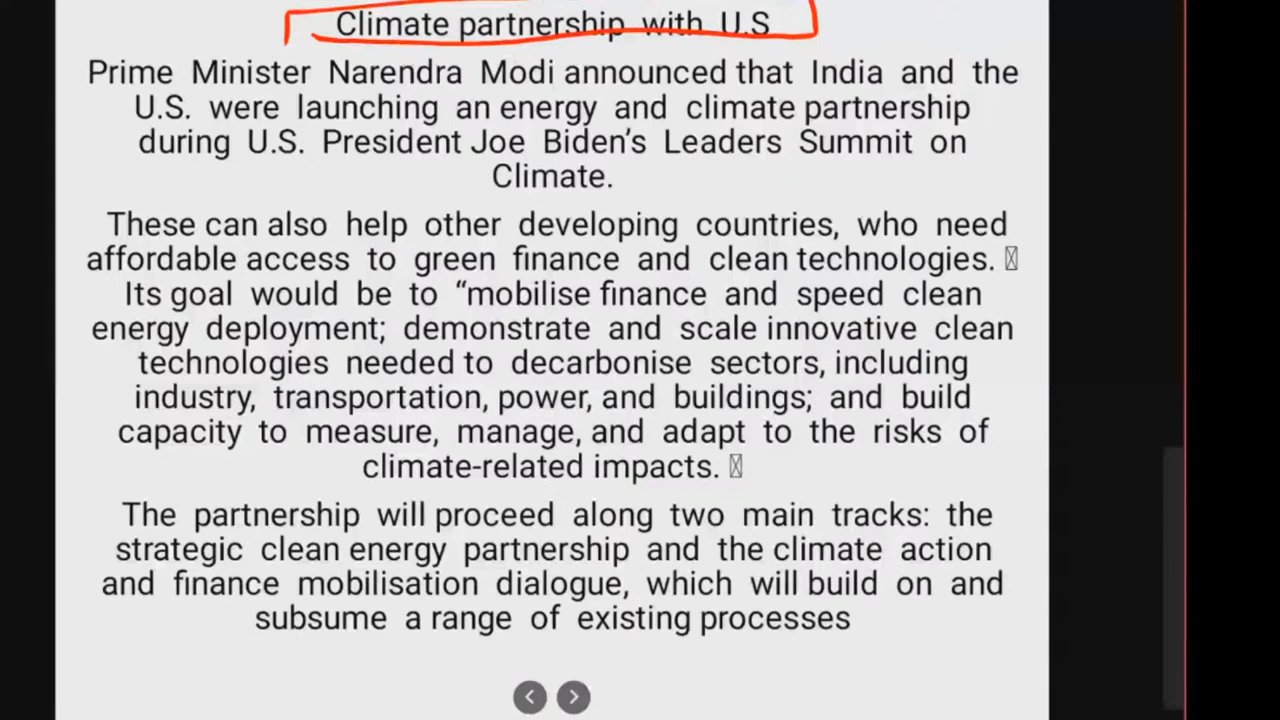 Climate partnership with U.S
Prime Minister Narendra Modi announced that India and the
U.S. were launching an energy and climate partnership
during U.S. President Joe Biden’s Leaders Summit on
Climate.
These can also help other developing countries, who need
affordable access to green finance and clean technologies.
Its goal would be to “mobilise finance and speed clean
energy deployment; demonstrate and scale innovative clean
technologies needed to decarbonise sectors, including
industry, transportation, power, and buildings; and build
capacity to measure, manage, and adapt to the risks of
climate-related impacts.
The partnership will proceed along two main tracks: the
strategic clean energy partnership and the climate action
and finance mobilisation dialogue, which will build on and
subsume a range of existing processes